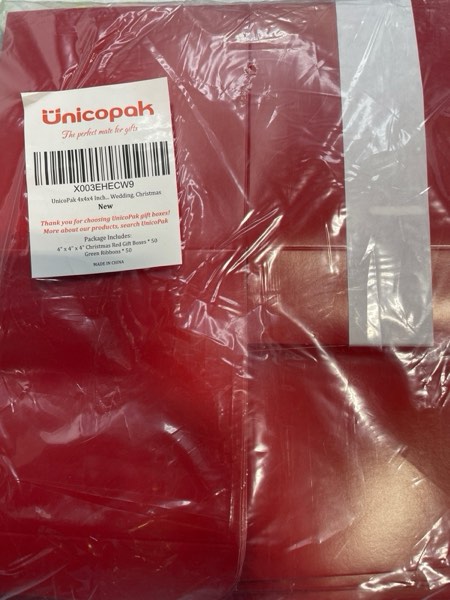 Unicopak
The perfect mate for gifts
X003EHECW9
UnicoPak 4x4x4 Inch... Wedding, Christmas
New
Thank you for choosing UnicoPak gift boxes!
More about our products, search UnicoPak
Package Includes:
4" x 4" x 4" Christmas Red Gift Boxes * 50
Green Ribbons * 50
MADE IN CHINA